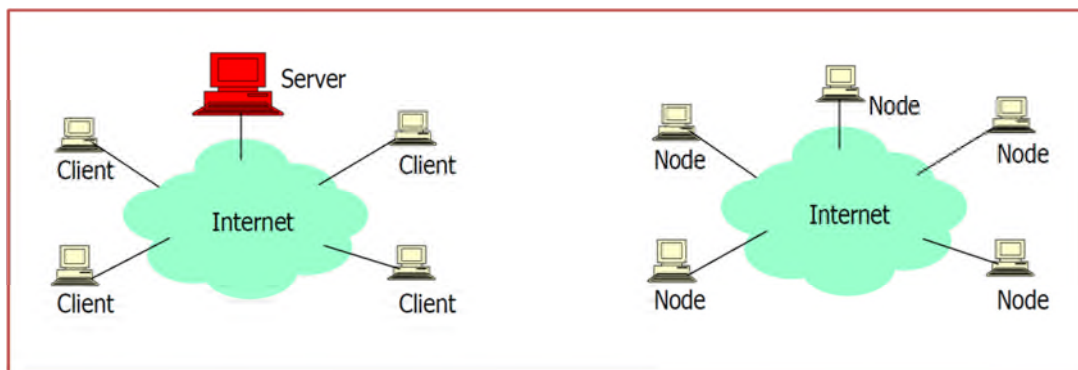 Server
Client
Client
Internet
Client
Client
Node
Node
Node
Internet
Node
Node